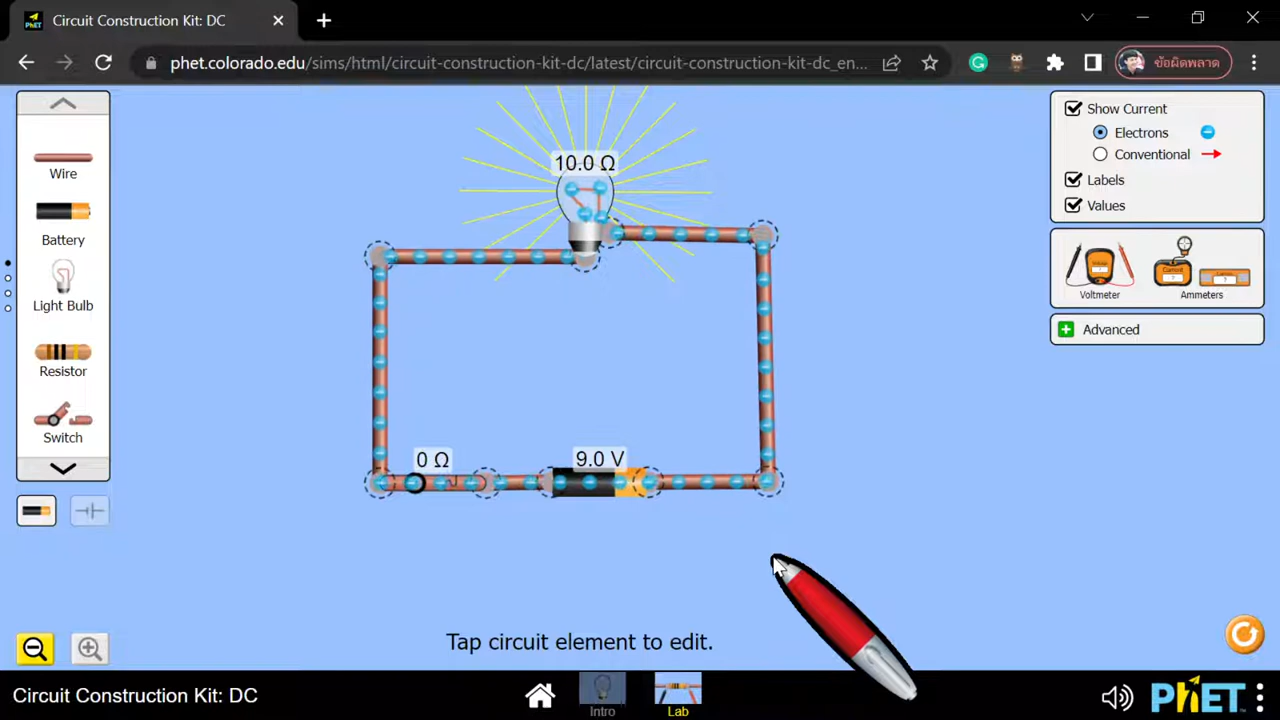 Circuit Construction Kit: DC
phet.colorado.edu/sims/html/circuit-construction-kit-dc/latest/circuit-construction-kit-dc_en...
ข้อผิดพลาด
Wire
Battery
Light Bulb
Resistor
Switch
10.0 Ω
0 Ω
9.0 V
Show Current
Electrons
Conventional
Labels
Values
Voltmeter
Ammeters
Advanced
Tap circuit element to edit.
Circuit Construction Kit: DC
Intro
Lab
PhET